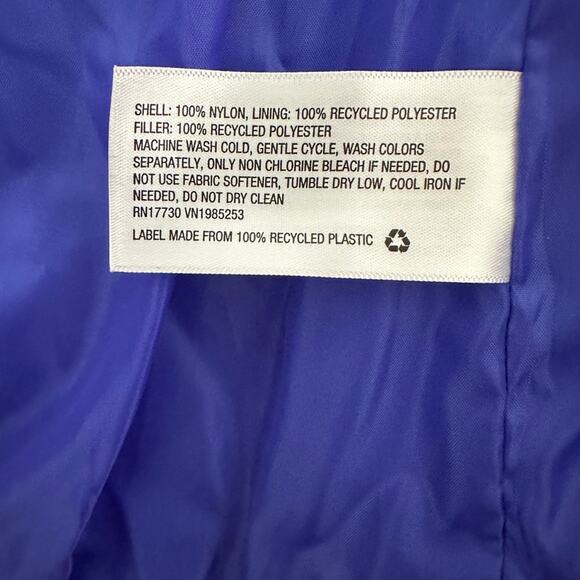 SHELL: 100% NYLON, LINING: 100% RECYCLED POLYESTER
FILLER: 100% RECYCLED POLYESTER
MACHINE WASH COLD, GENTLE CYCLE, WASH COLORS
SEPARATELY, ONLY NON CHLORINE BLEACH IF NEEDED, DO
NOT USE FABRIC SOFTENER, TUMBLE DRY LOW, COOL IRON IF
NEEDED, DO NOT DRY CLEAN
RN17730 VN1985253
LABEL MADE FROM 100% RECYCLED PLASTIC